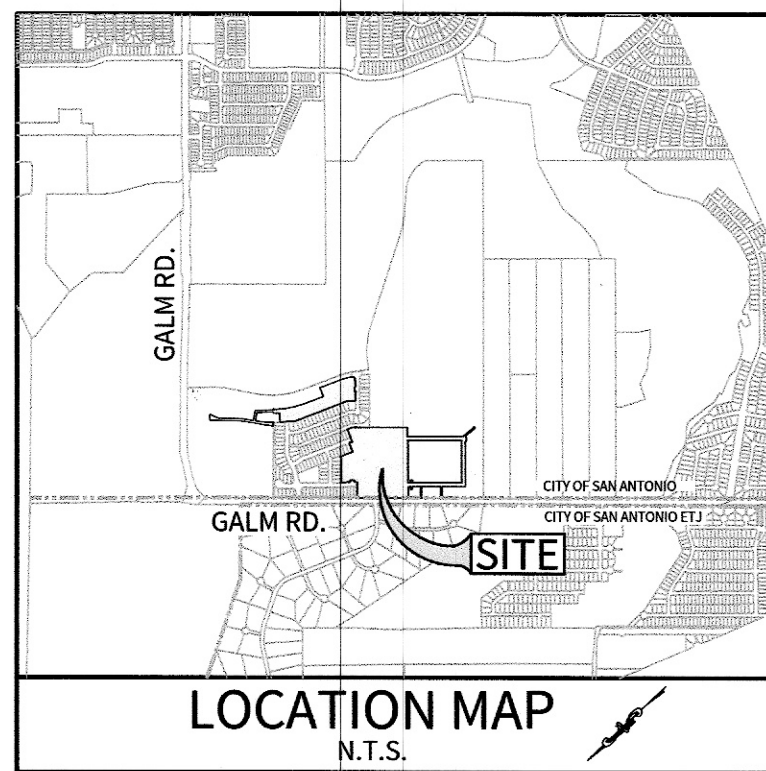 GALM RD.
CITY OF SAN ANTONIO
GALM RD.
CITY OF SAN ANTONIO ETJ
SITE
LOCATION MAP
N.T.S.